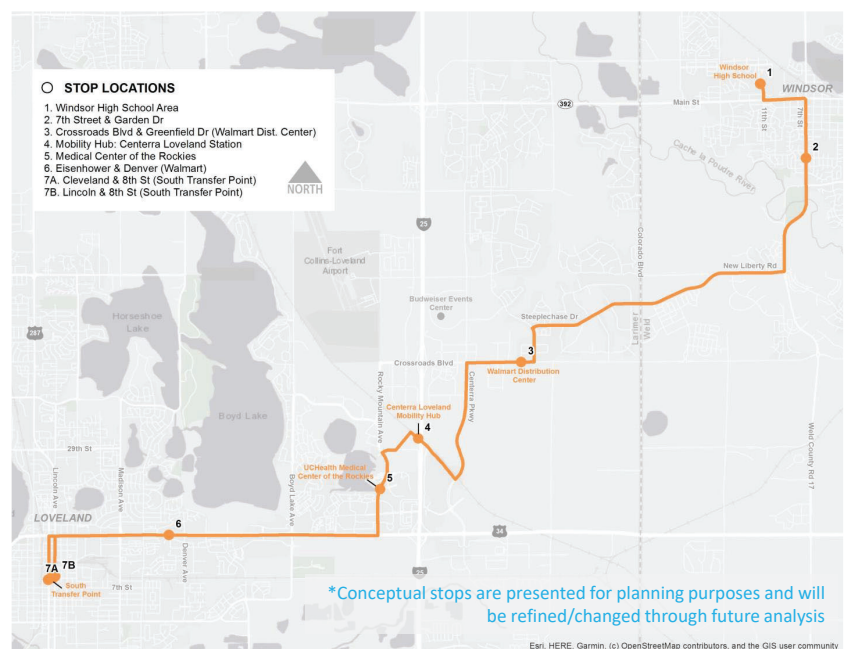 STOP LOCATIONS
1. Windsor High School Area
2. 7th Street & Garden Dr
3. Crossroads Blvd & Greenfield Dr (Walmart Dist. Center)
4. Mobility Hub: Centerra Loveland Station
5. Medical Center of the Rockies
6. Eisenhower & Denver (Walmart)
7A. Cleveland & 8th St (South Transfer Point)
7B. Lincoln & 8th St (South Transfer Point)
NORTH
Windsor
High School
1
WINDSOR
392
Main St
11th St
7th St
2
Cache la Poudre River
25
Fort
Collins-Loveland
Airport
Colorado Blvd
New Liberty Rd
Budweiser Events
Center
Horseshoe
Lake
Steeplechase Dr
Larimer
Weld
287
3
Crossroads Blvd
Walmart Distribution
Center
Rocky Mountain Ave
Centerra Pkwy
Centerra Loveland
Mobility Hub
4
Boyd Lake
29th St
UCHealth Medical
Center of the Rockies
5
Lincoln Ave
Madison Ave
Boyd Lake Ave
Weld County Rd 17
LOVELAND
6
34
Denver Ave
7A
7B
7th St
South
Transfer Point
25
*Conceptual stops are presented for planning purposes and will
be refined/changed through future analysis
Esri, HERE, Garmin, (c) OpenStreetMap contributors, and the GIS user community